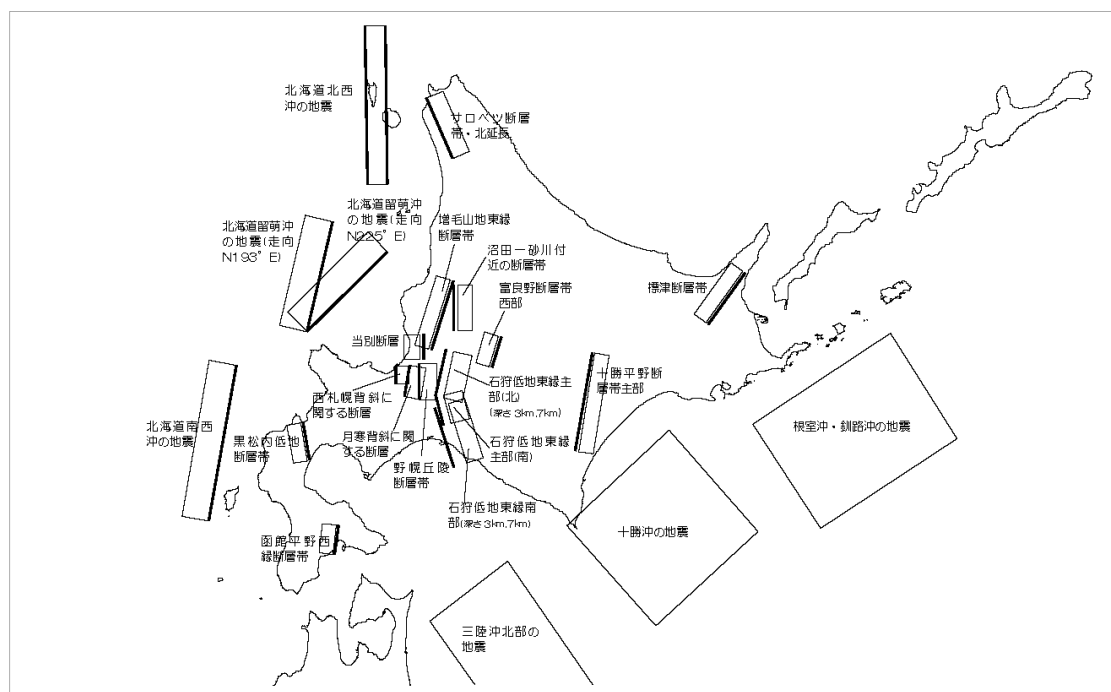 北海道北西
沖の地震
サロベツ断層
帯・北延長
北海道留萌沖
の地震(走向
N225°E)
増毛山地東縁
断層帯
北海道留萌沖
の地震(走向
N193°E)
沼田ー砂川付
近の断層帯
富良野断層帯
西部
標津断層帯
当別断層
西札幌背斜に
関する断層
石狩低地東縁主
部(北)
(深さ3km,7km)
十勝平野断
層帯主部
北海道南西
沖の地震
黒松内低地
断層帯
月寒背斜に関
する断層
石狩低地東縁
主部(南)
野幌丘陵
断層帯
根室沖・釧路沖の地震
石狩低地東縁南
部(深さ3km,7km)
函館平野西
縁断層帯
十勝沖の地震
三陸沖北部の
地震